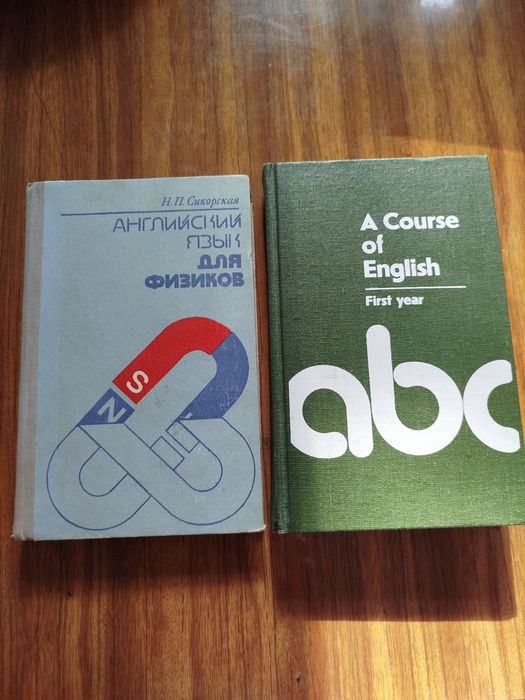 Н.П. Сикорская
АНГЛИЙСКИЙ
ЯЗЫК
ДЛЯ
ФИЗИКОВ
S
N
A Course
of
English
First year
abc